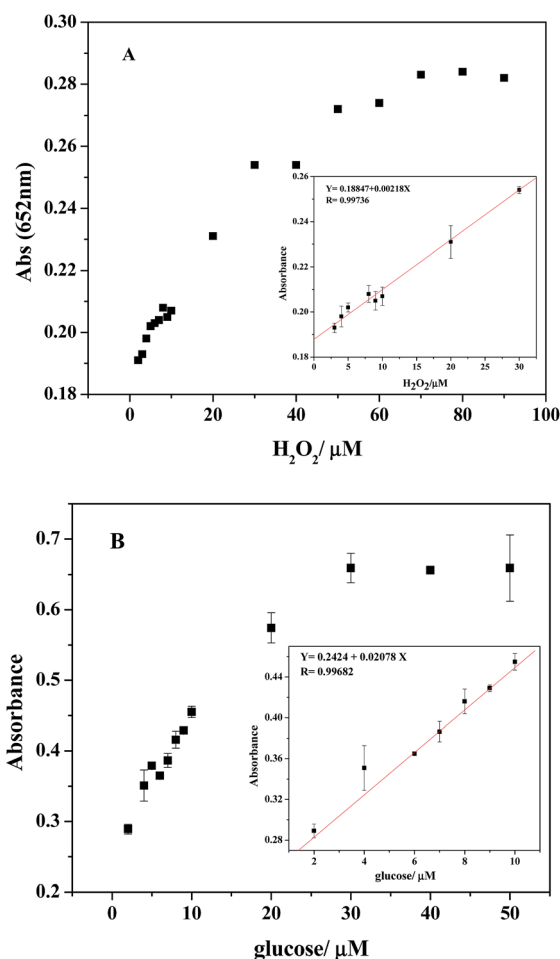 A
0.30
0.28
0.26
0.24
0.22
0.20
0.18
Abs (652nm)
0 20 40 60 80 100
H₂O₂/ μM
Y= 0.18847+0.00218X
R= 0.99736
0.26
0.24
0.22
0.20
0.18
Absorbance
0 5 10 15 20 25 30
H₂O₂/μM
B
0.7
0.6
0.5
0.4
0.3
0.2
Absorbance
0 10 20 30 40 50
glucose/ μM
Y= 0.2424 + 0.02078 X
R= 0.99682
0.44
0.40
0.36
0.32
0.28
Absorbance
2 4 6 8 10
glucose/ μM